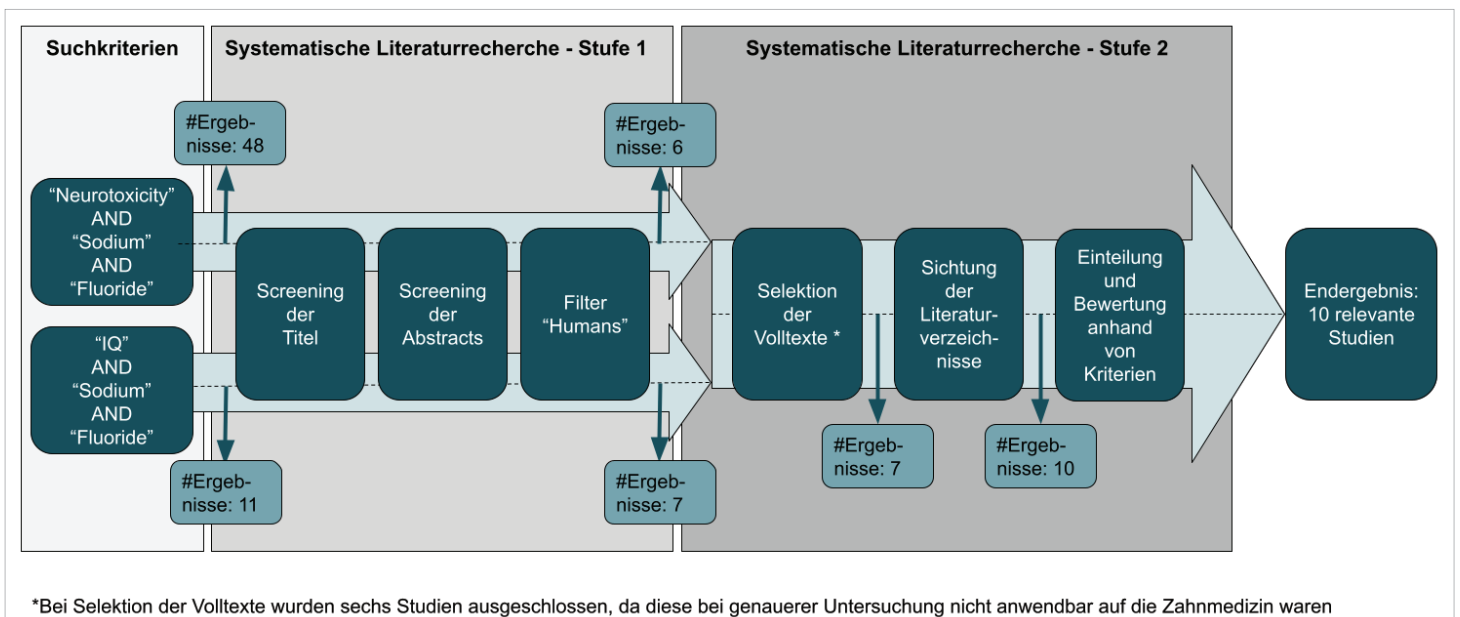 Suchkriterien
Systematische Literaturrecherche - Stufe 1
Systematische Literaturrecherche - Stufe 2
#Ergeb-
nisse: 48
#Ergeb-
nisse: 6
“Neurotoxicity”
AND
“Sodium”
AND
“Fluoride”
“IQ”
AND
“Sodium”
AND
“Fluoride”
Screening
der
Titel
Screening
der
Abstracts
Filter
“Humans”
Selektion
der
Volltexte *
Sichtung
der
Literatur-
verzeich-
nisse
Einteilung
und
Bewertung
anhand
von
Kriterien
Endergebnis:
10 relevante
Studien
#Ergeb-
nisse: 11
#Ergeb-
nisse: 7
#Ergeb-
nisse: 7
#Ergeb-
nisse: 10
*Bei Selektion der Volltexte wurden sechs Studien ausgeschlossen, da diese bei genauerer Untersuchung nicht anwendbar auf die Zahnmedizin waren